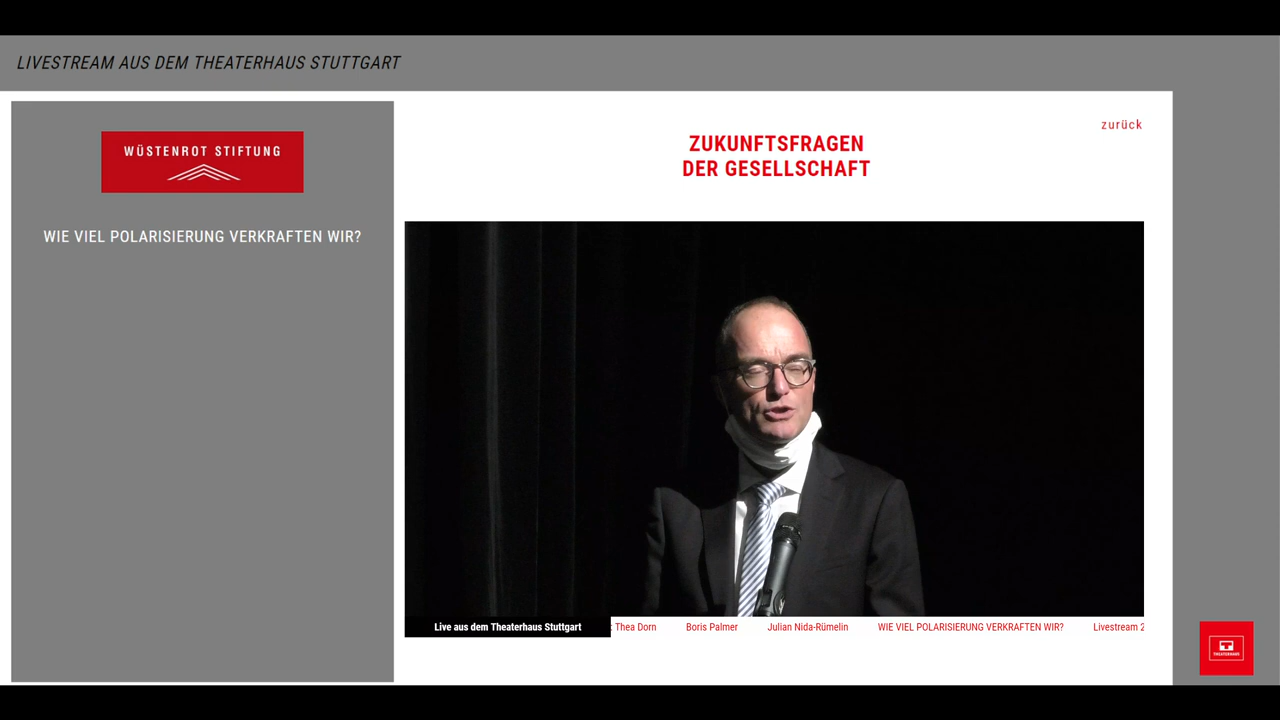 LIVESTREAM AUS DEM THEATERHAUS STUTTGART
WÜSTENROT STIFTUNG
WIE VIEL POLARISIERUNG VERKRAFTEN WIR?
zurück
ZUKUNFTSFRAGEN
DER GESELLSCHAFT
Live aus dem Theaterhaus Stuttgart
: Thea Dorn Boris Palmer Julian Nida-Rümelin WIE VIEL POLARISIERUNG VERKRAFTEN WIR? Livestream 2
THEATERHAUS